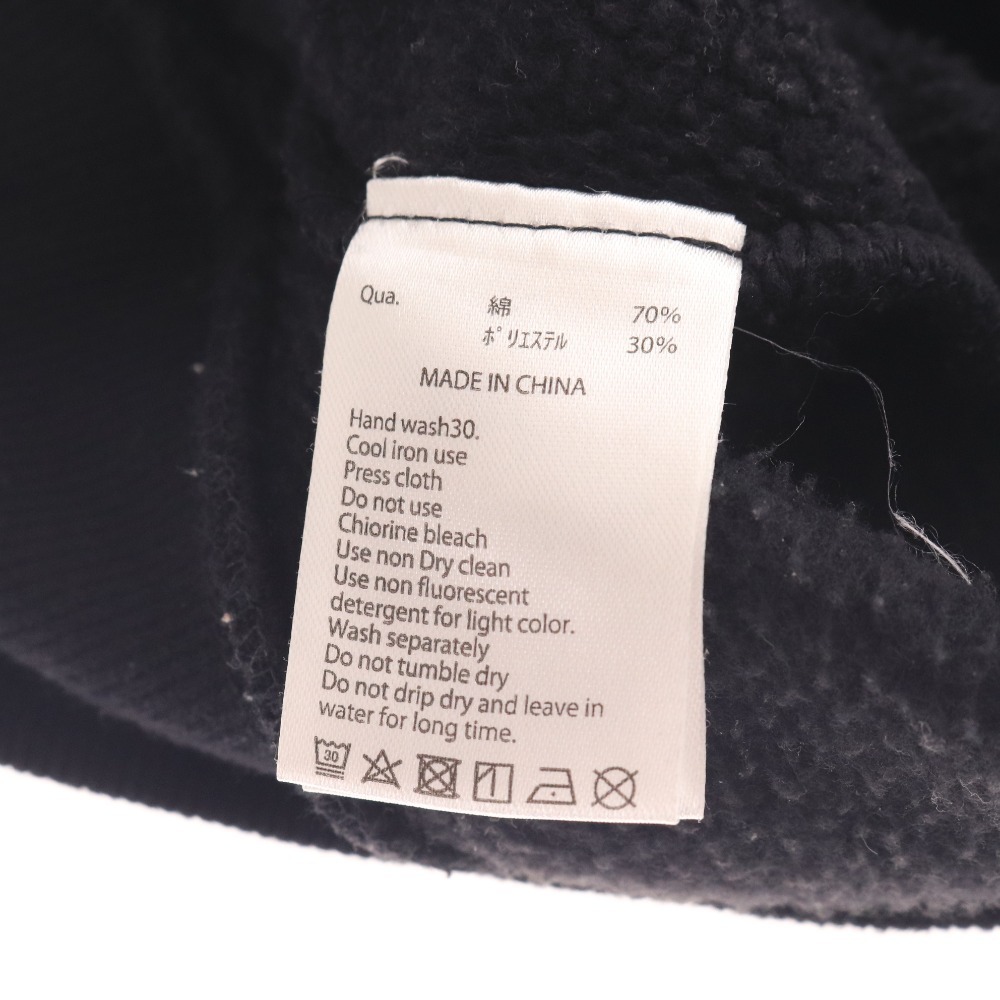 Qua. 綿 70%
ポリエステル 30%
MADE IN CHINA
Hand wash30.
Cool iron use
Press cloth
Do not use
Chiorine bleach
Use non Dry clean
Use non fluorescent
detergent for light color.
Wash separately
Do not tumble dry
Do not drip dry and leave in
water for long time.
30